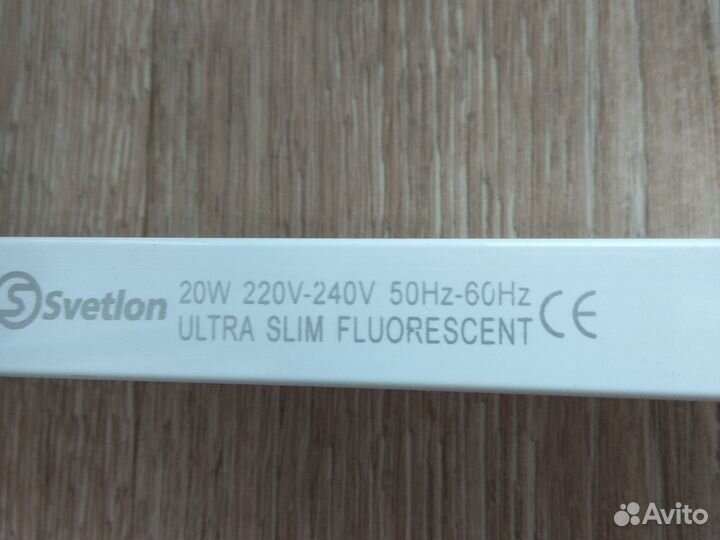 Svetlon 20W 220V-240V 50Hz-60Hz
ULTRA SLIM FLUORESCENT CE
Avito